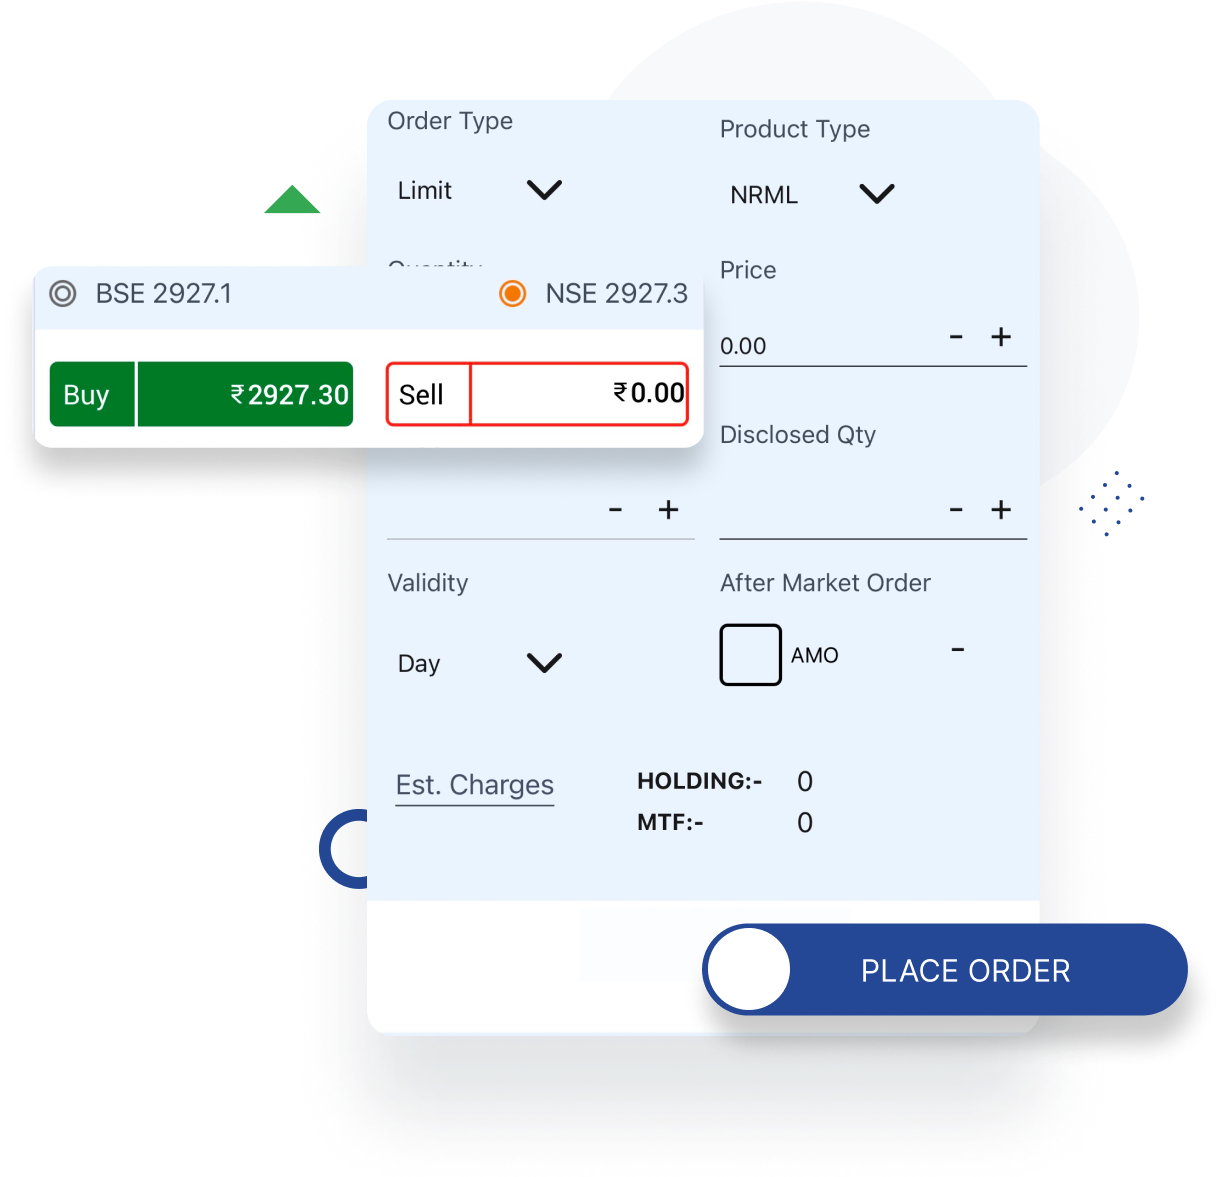 Order Type
Product Type
Limit
NRML
Price
BSE 2927.1
NSE 2927.3
0.00
- +
Buy
₹2927.30
Sell
₹0.00
Disclosed Qty
- +
- +
Validity
After Market Order
Day
AMO
-
Est. Charges
HOLDING:- 0
MTF:- 0
PLACE ORDER